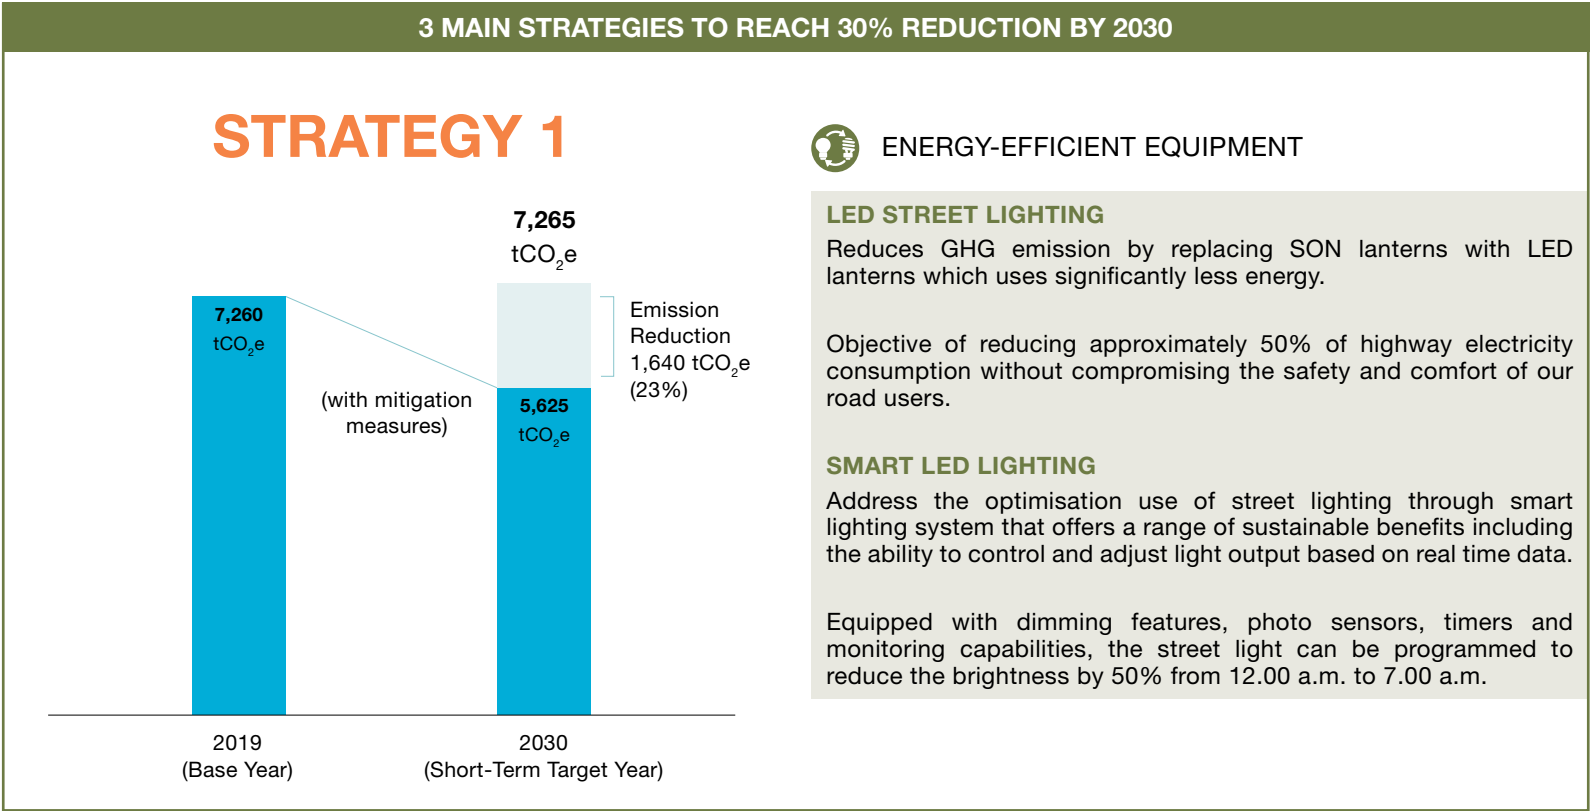 3 MAIN STRATEGIES TO REACH 30% REDUCTION BY 2030
STRATEGY 1
7,265
tCO₂e
7,260
tCO₂e
(with mitigation
measures)
5,625
tCO₂e
Emission
Reduction
1,640 tCO₂e
(23%)
2019
(Base Year)
2030
(Short-Term Target Year)
ENERGY-EFFICIENT EQUIPMENT
LED STREET LIGHTING
Reduces GHG emission by replacing SON lanterns with LED
lanterns which uses significantly less energy.
Objective of reducing approximately 50% of highway electricity
consumption without compromising the safety and comfort of our
road users.
SMART LED LIGHTING
Address the optimisation use of street lighting through smart
lighting system that offers a range of sustainable benefits including
the ability to control and adjust light output based on real time data.
Equipped with dimming features, photo sensors, timers and
monitoring capabilities, the street light can be programmed to
reduce the brightness by 50% from 12.00 a.m. to 7.00 a.m.